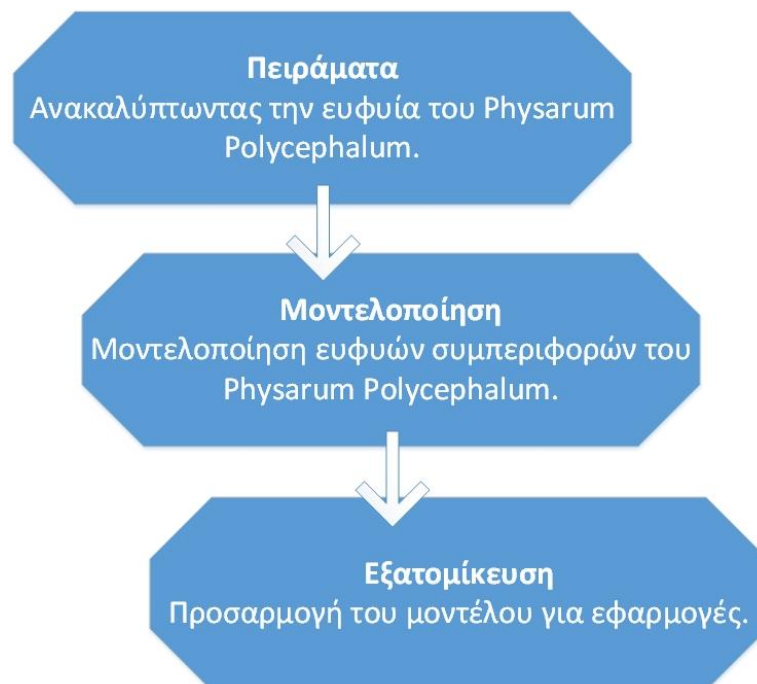 Πειράματα
Ανακαλύπτωντας την ευφυία του Physarum
Polycephalum.
Μοντελοποίηση
Μοντελοποίηση ευφυών συμπεριφορών του
Physarum Polycephalum.
Εξατομίκευση
Προσαρμογή του μοντέλου για εφαρμογές.